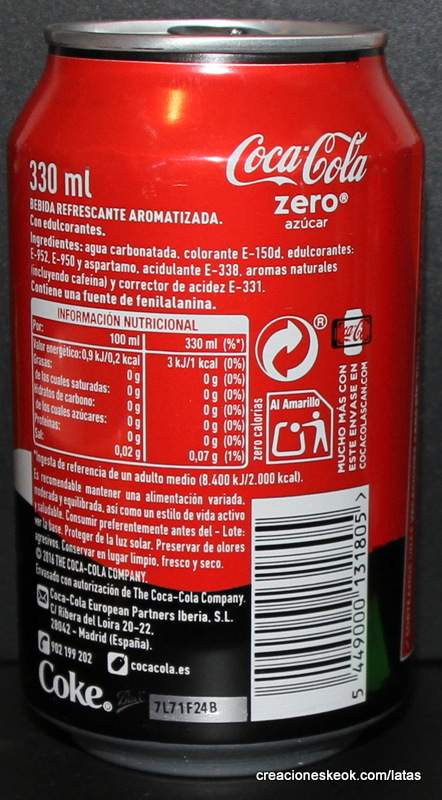 330 ml
Coca-Cola
zero®
azúcar
BEBIDA REFRESCANTE AROMATIZADA.
Con edulcorantes.
Ingredientes: agua carbonatada, colorante E-150d, edulcorantes:
E-952, E-950 y aspartamo, acidulante E-338, aromas naturales
(incluyendo cafeína) y corrector de acidez E-331.
Contiene una fuente de fenilalanina.
INFORMACIÓN NUTRICIONAL
Por: 100 ml 330 ml (%*)
Valor energético: 0,9 kJ/0,2 kcal 3 kJ/1 kcal (0%)
Grasas: 0 g 0 g (0%)
de las cuales saturadas: 0 g 0 g (0%)
Hidratos de carbono: 0 g 0 g (0%)
de los cuales azúcares: 0 g 0 g (0%)
Proteínas: 0 g 0 g (0%)
Sal: 0,02 g 0,07 g (1%)
*Ingesta de referencia de un adulto medio (8.400 kJ/2.000 kcal).
zero calorías
®
Al Amarillo
MUCHO MÁS CON
ESTE ENVASE EN
COCACOLASCAN.COM
Es recomendable mantener una alimentación variada,
moderada y equilibrada, así como un estilo de vida activo
y saludable. Consumir preferentemente antes del - Lote:
ver la base. Proteger de la luz solar. Preservar de olores
agresivos. Conservar en lugar limpio, fresco y seco.
© 2016 THE COCA-COLA COMPANY.
Envasado con autorización de The Coca-Cola Company.
Coca-Cola European Partners Iberia, S.L.
C/ Ribera del Loira 20-22.
28042 - Madrid (España).
902 199 202 cocacola.es
Coke®
7L71F24B
5 449000 131805 >
creacioneskeok.com/latas